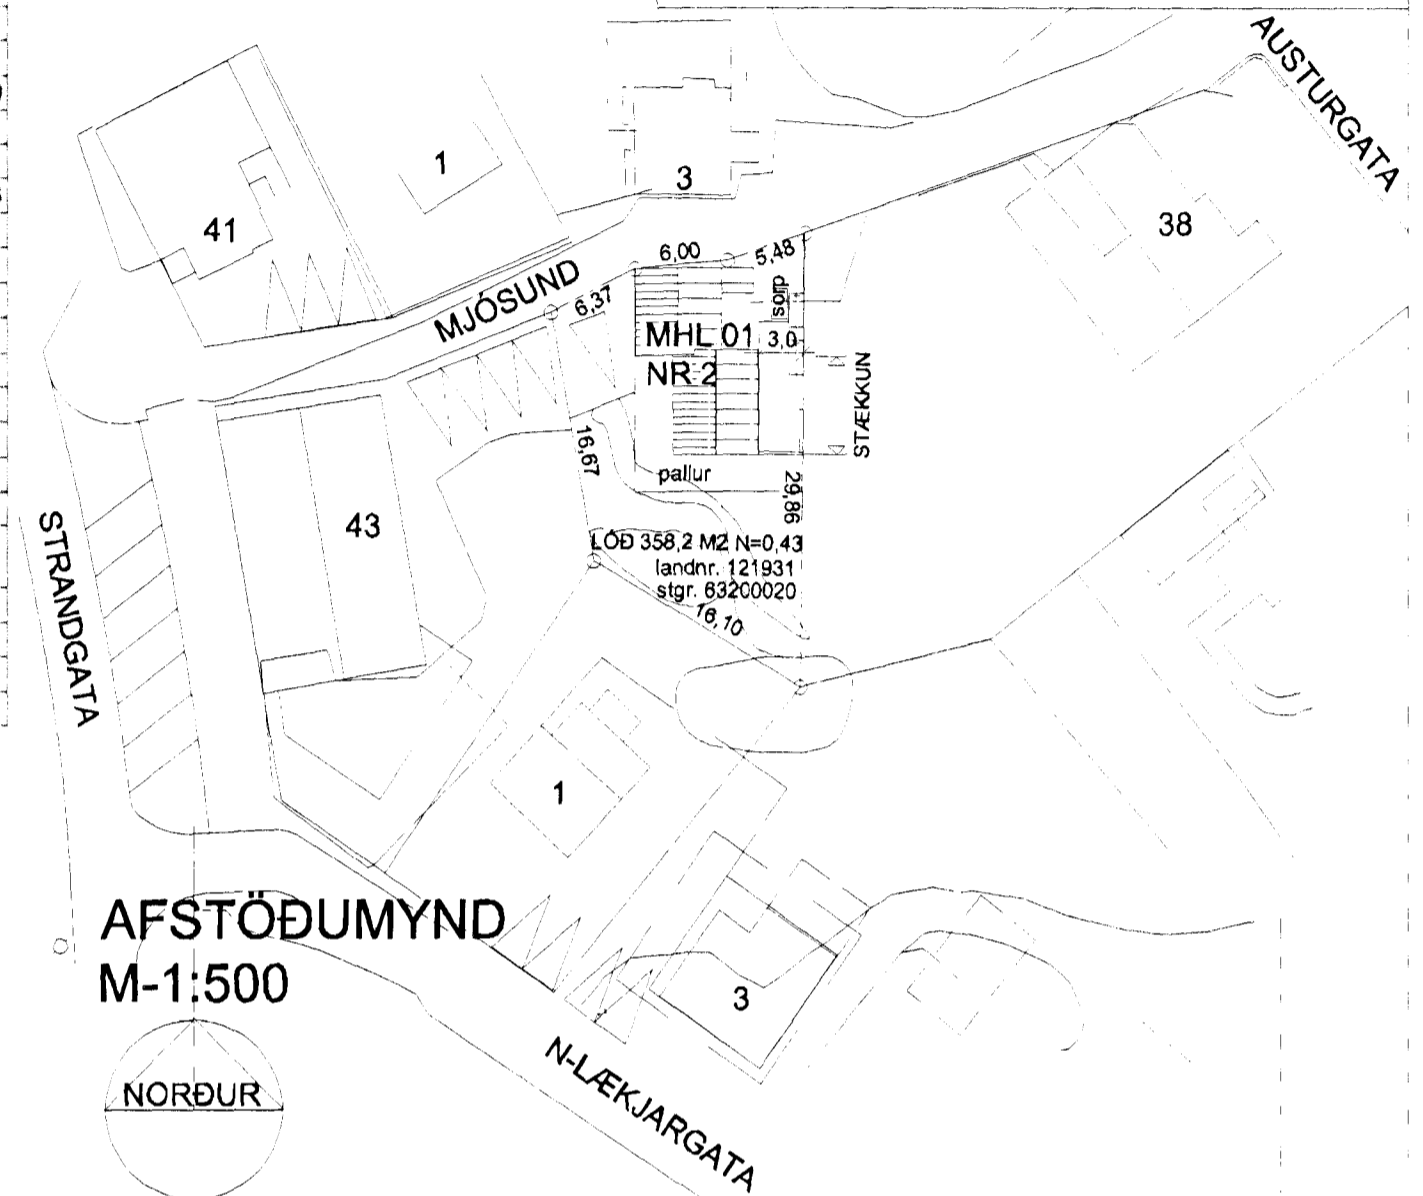 AUSTURGATA
1
3
41
38
6,00
5,48
sorp
MJÓSUND
6,37
MHL 01
3,0
NR 2
STÆKKUN
16,67
pallur
29,86
43
STRANDGATA
LÓÐ 358,2 M2 N=0,43
landnr. 121931
stgr. 63200020
16,10
1
AFSTÖÐUMYND
M-1:500
3
NORÐUR
N-LÆKJARGATA